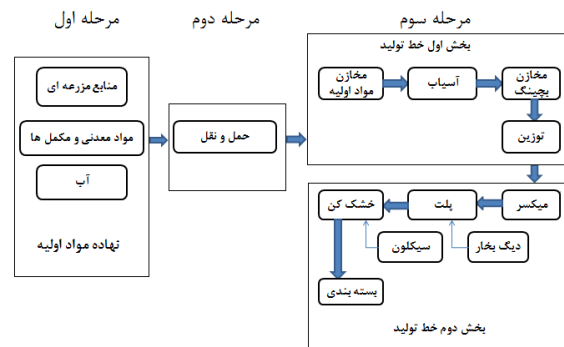 مرحله اول
مرحله دوم
مرحله سوم
منابع مزرعه ای
مواد معدنی و مکمل ها
آب
نهاده مواد اولیه
حمل و نقل
بخش اول خط تولید
مخازن
مواد اولیه
آسیاب
مخازن
بچینگ
توزین
میکسر
پلت
خشک کن
دیگ بخار
سیکلون
بسته بندی
بخش دوم خط تولید